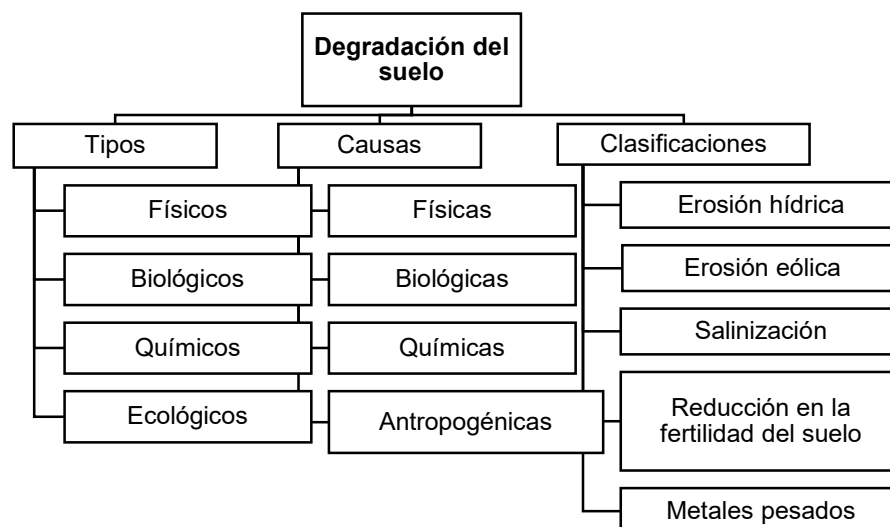 Degradación del
suelo
Tipos
Causas
Clasificaciones
Físicos
Físicas
Erosión hídrica
Biológicos
Biológicas
Erosión eólica
Químicos
Químicas
Salinización
Ecológicos
Antropogénicas
Reducción en la
fertilidad del suelo
Metales pesados